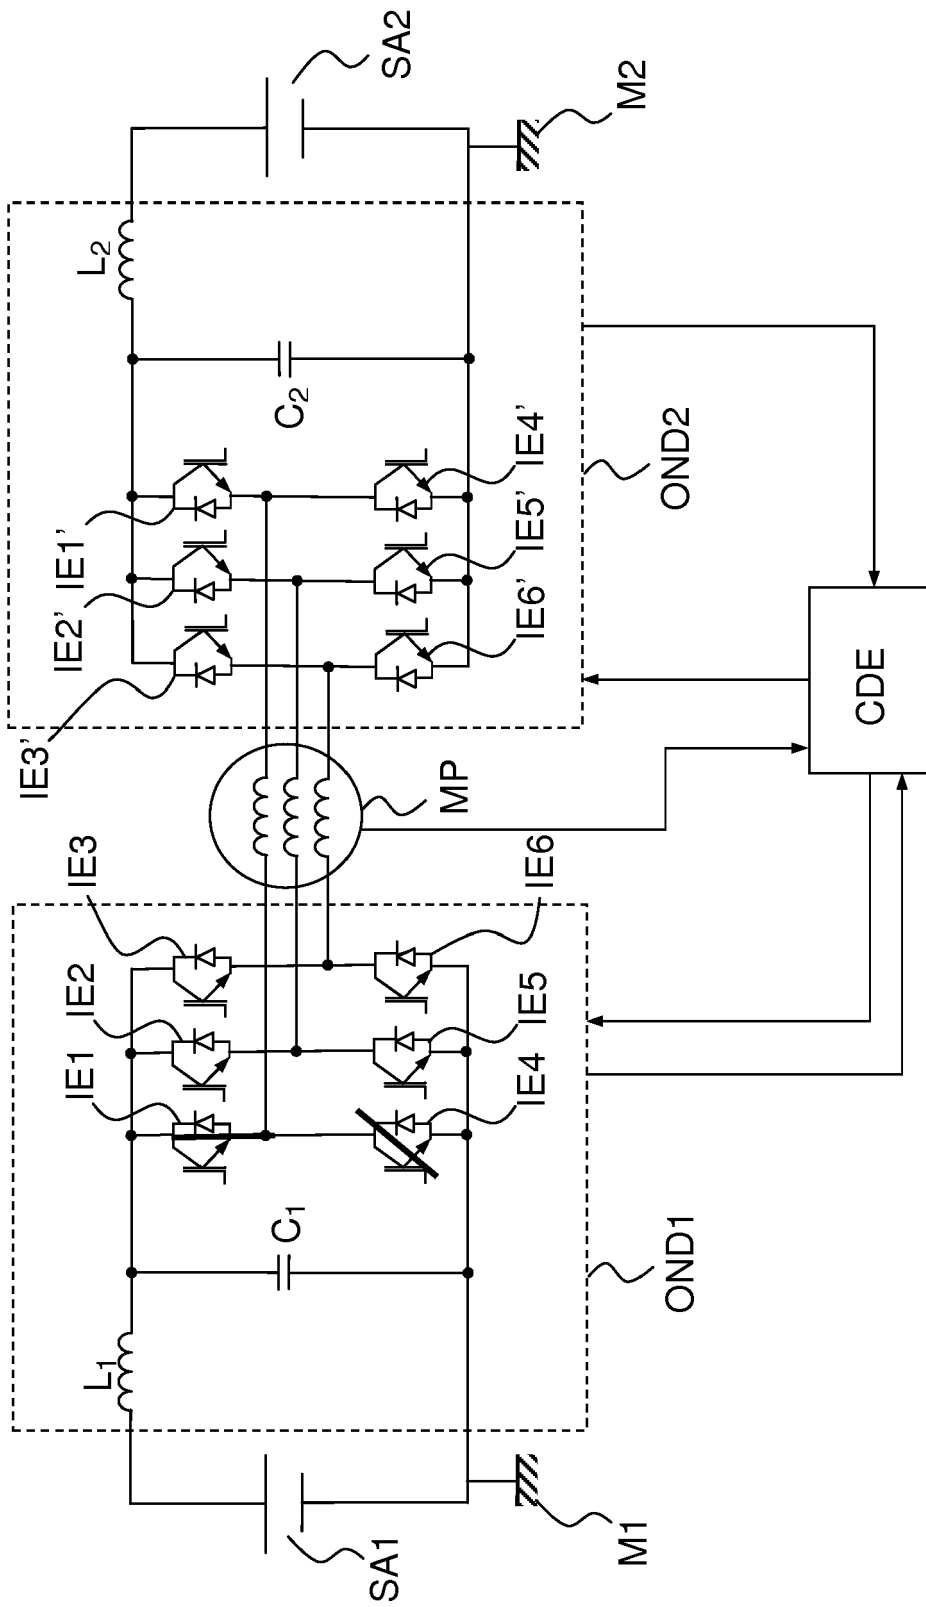 SA1
M1
L1
C1
OND1
IE1
IE2
IE3
IE4
IE5
IE6
MP
CDE
IE3'
IE2'
IE1'
IE6'
IE5'
IE4'
C2
L2
OND2
SA2
M2